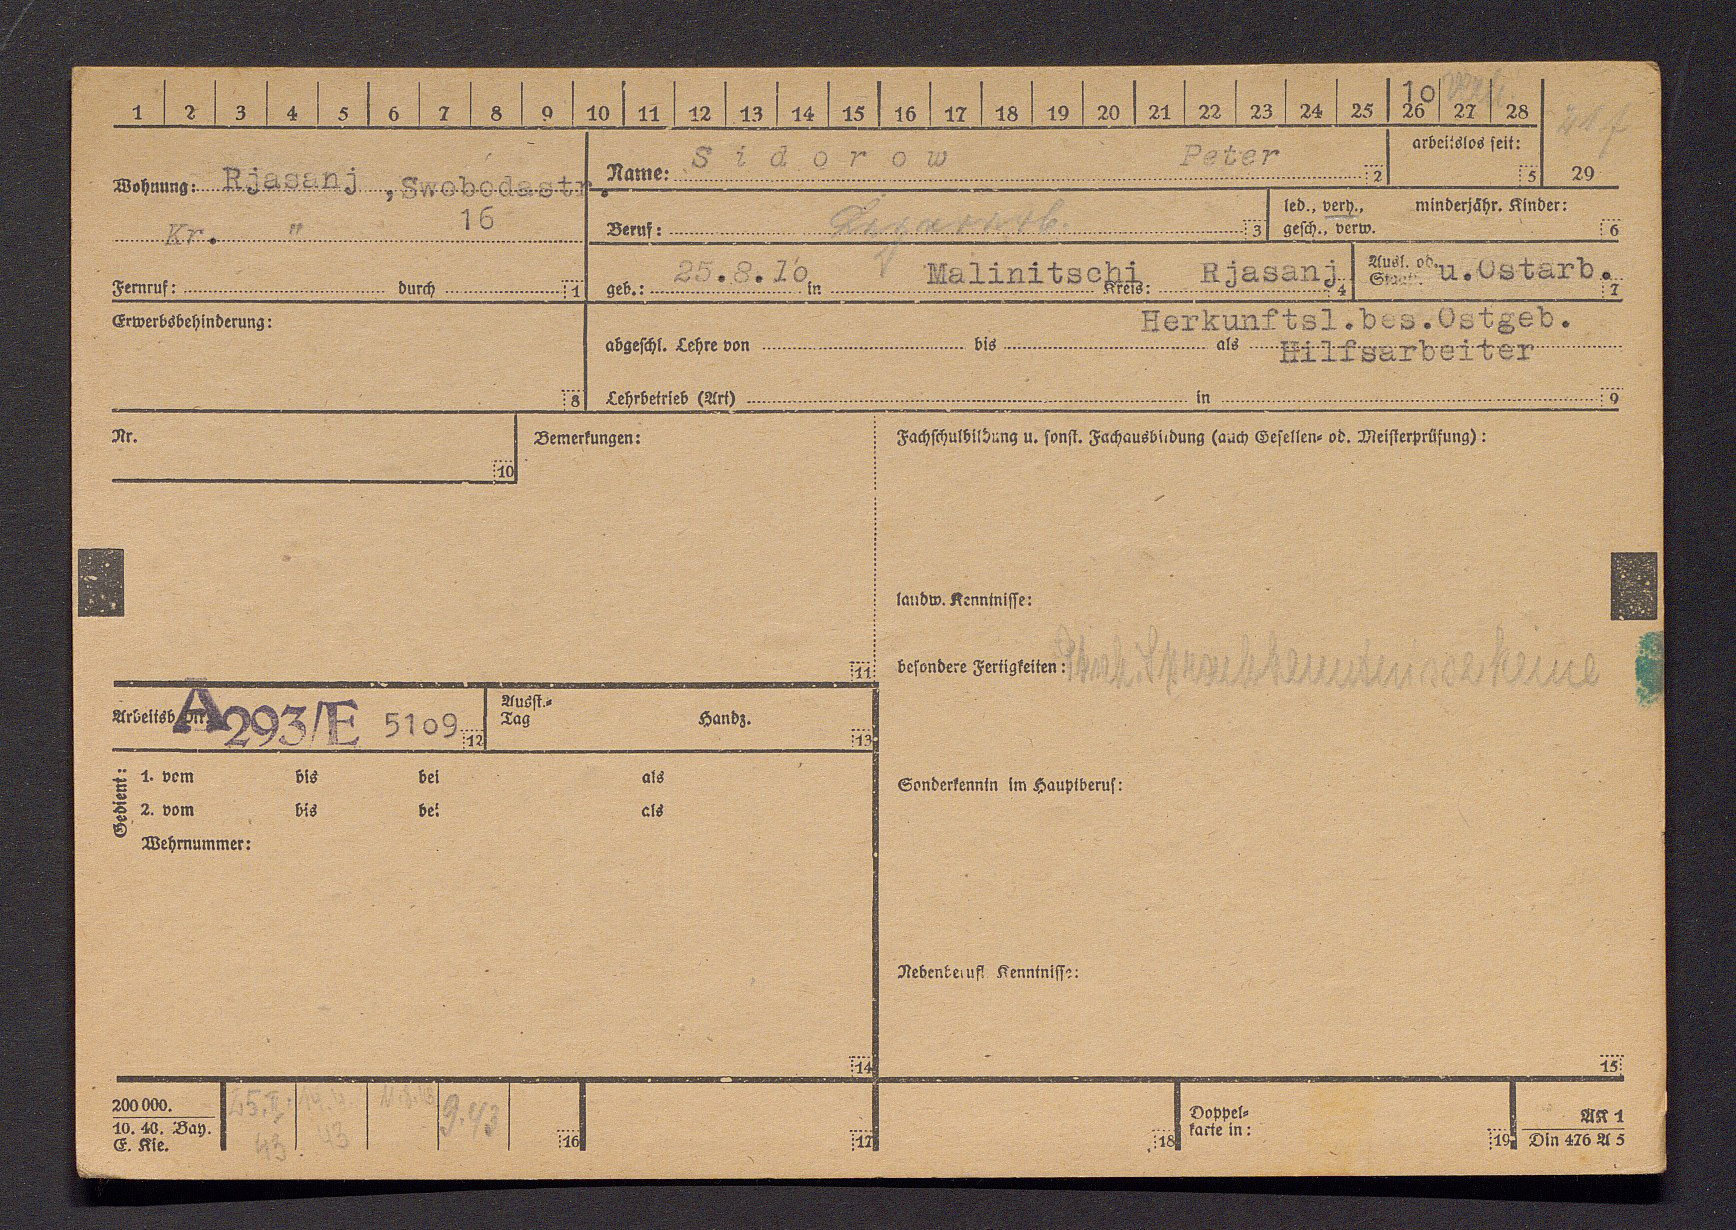 1 2 3 4 5 6 7 8 9 10 11 12 13 14 15 16 17 18 19 20 21 22 23 24 25 26 27 28
10
Wohnung: Rjasanj , Swobodastr.
Kr. " 16
Name: Sidorow Peter 2
arbeitslos seit: 5
29
Beruf: 3
led., verh., minderjähr. Kinder:
gesch., verw. 6
Fernruf: durch 1
geb.: 25.8.1o in Malinitschi Kreis: Rjasanj 4
Ausl. od. u.Ostarb. 7
Erwerbsbehinderung: 8
Herkunftsl.bes.Ostgeb.
abgeschl. Lehre von bis als Hilfsarbeiter
Lehrbetrieb (Art) in 9
Nr. 10
Bemerkungen: 11
Fachschulbildung u. sonst. Fachausbildung (auch Gesellen- od. Meisterprüfung):
landw. Kenntnisse:
besondere Fertigkeiten: keine
Arbeitsb. Nr. A293/E 51o9 12
Ausst.-
Tag Handz. 13
Gedient:
1. vom bis bei als
2. vom bis bei als
Wehrnummer:
14
Sonderkenntn im Hauptberuf:
Nebenberufl Kenntnisse:
15
200 000.
10. 40. Bay.
E. Kie.
9.43
16 17 18
Doppel-
karte in: 19
AK 1
Din 476 A 5